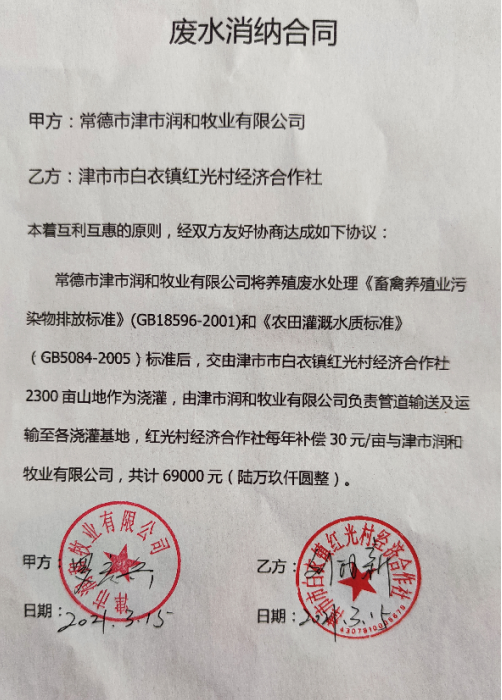 废水消纳合同
甲方：常德市津市润和牧业有限公司
乙方：津市市白衣镇红光村经济合作社
本着互利互惠的原则，经双方友好协商达成如下协议：
常德市津市润和牧业有限公司将养殖废水处理《畜禽养殖业污
染物排放标准》(GB18596-2001)和《农田灌溉水质标准》
（GB5084-2005）标准后，交由津市市白衣镇红光村经济合作社
2300 亩山地作为浇灌，由津市润和牧业有限公司负责管道输送及运
输至各浇灌基地，红光村经济合作社每年补偿 30 元/亩与津市润和
牧业有限公司，共计 69000 元（陆万玖仟圆整）。
甲方：
牧业有限公司
乙方：
津市市白衣镇红光村经济合作社
日期：2021.3.15
日期：2021.3.15